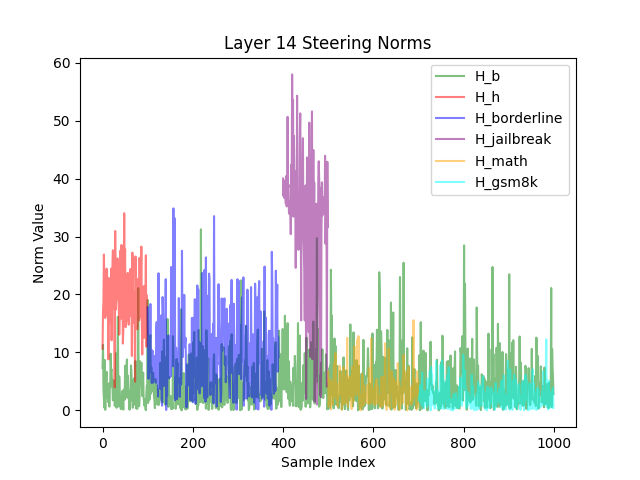 Layer 14 Steering Norms
H_b
H_h
H_borderline
H_jailbreak
H_math
H_gsm8k
60
50
40
30
20
10
0
Norm Value
0
200
400
600
800
1000
Sample Index